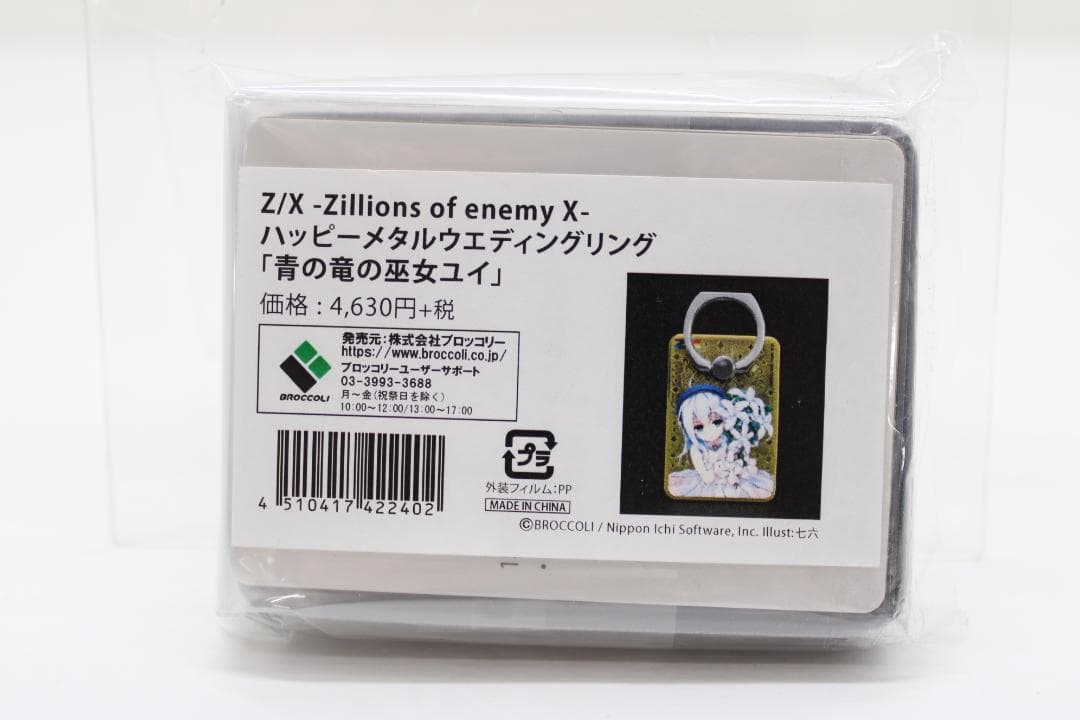 Z/X -Zillions of enemy X-
ハッピーメタルウエディングリング
「青の竜の巫女ユイ」
価格 : 4,630円+税
発売元：株式会社ブロッコリー
https://www.broccoli.co.jp/
ブロッコリーユーザーサポート
03-3993-3688
月～金(祝祭日を除く)
10:00～12:00/13:00～17:00
BROCCOLI
4 510417 422402
プラ
外装フィルム：PP
MADE IN CHINA
©BROCCOLI / Nippon Ichi Software, Inc. Illust:七六
1